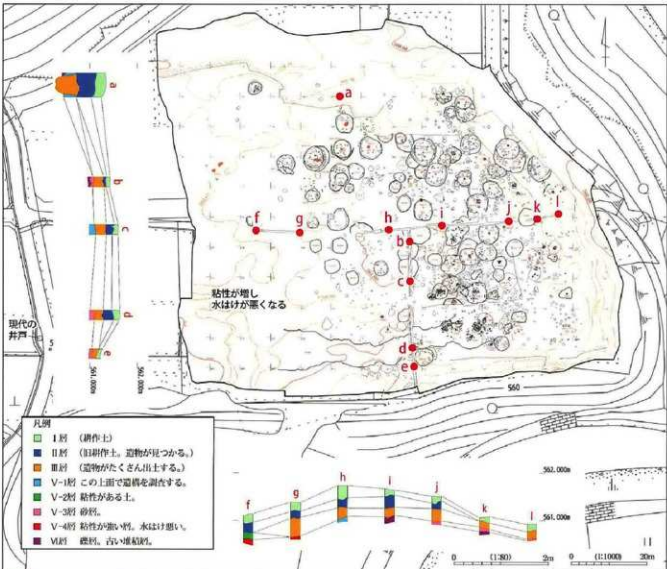 a
f
g
h
i
j
k
l
b
c
d
e
粘性が増し
水はけが悪くなる
a
b
c
d
e
現代の
井戸
561.000m
562.000m
560
凡例
Ⅰ層 (耕作土)
Ⅱ層 (旧耕作土。遺物が見つかる。)
Ⅲ層 (遺物がたくさん出土する。)
Ⅴ-1層 この上面で遺構を調査する。
Ⅴ-2層 粘性がある土。
Ⅴ-3層 砂層。
Ⅴ-4層 粘性が強い層。水はけ悪い。
Ⅵ層 礫層。古い堆積層。
f
g
h
i
j
k
l
562.000m
561.000m
0 (1:80) 2m
0 (1:1000) 20m